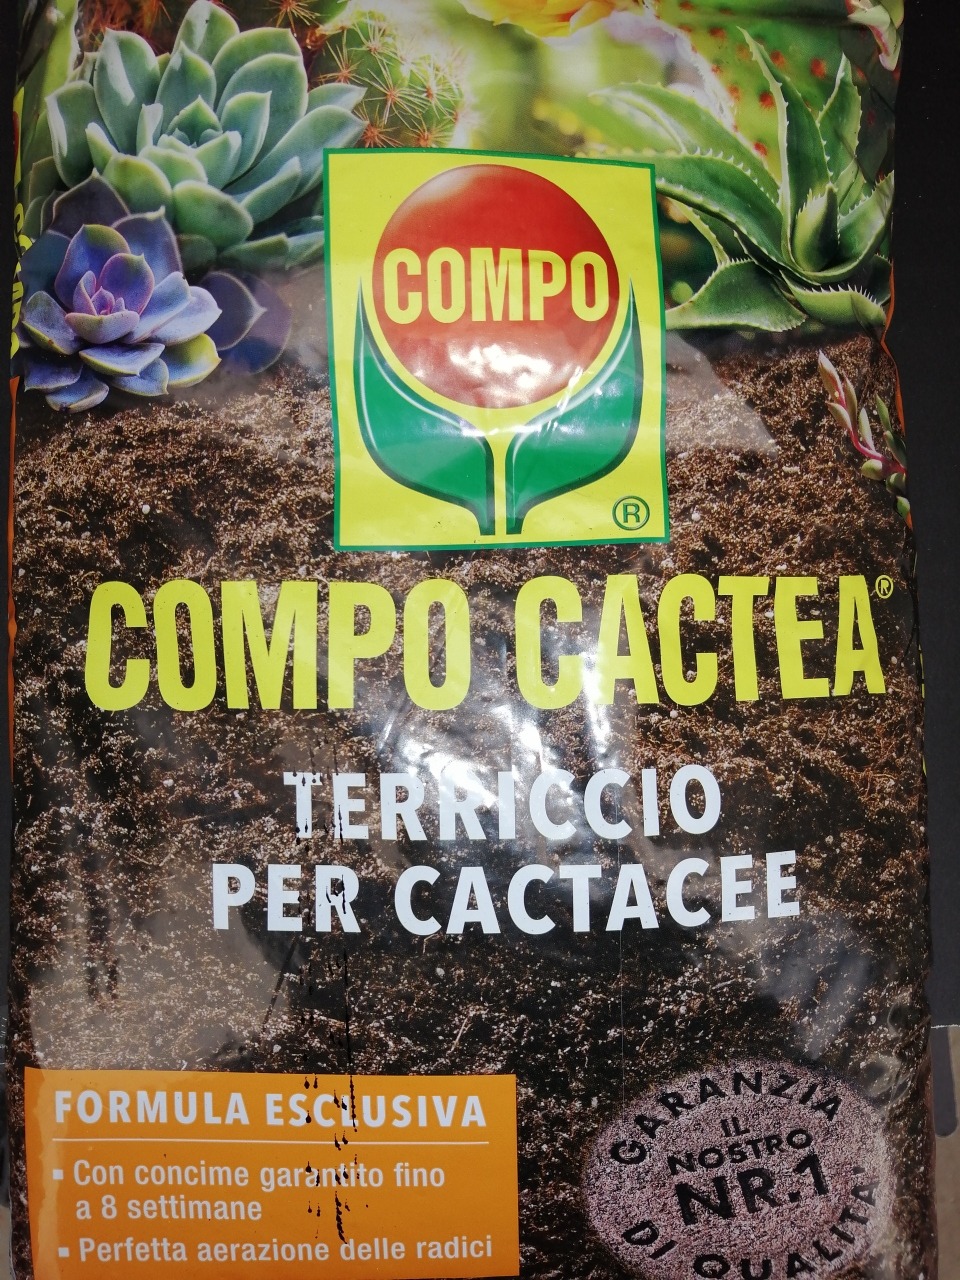 COMPO
®
COMPO CACTEA®
TERRICCIO
PER CACTACEE
FORMULA ESCLUSIVA
▪ Con concime garantito fino
a 8 settimane
▪ Perfetta aerazione delle radici
GARANZIA
IL
NOSTRO
NR.1
DI QUALITÀ